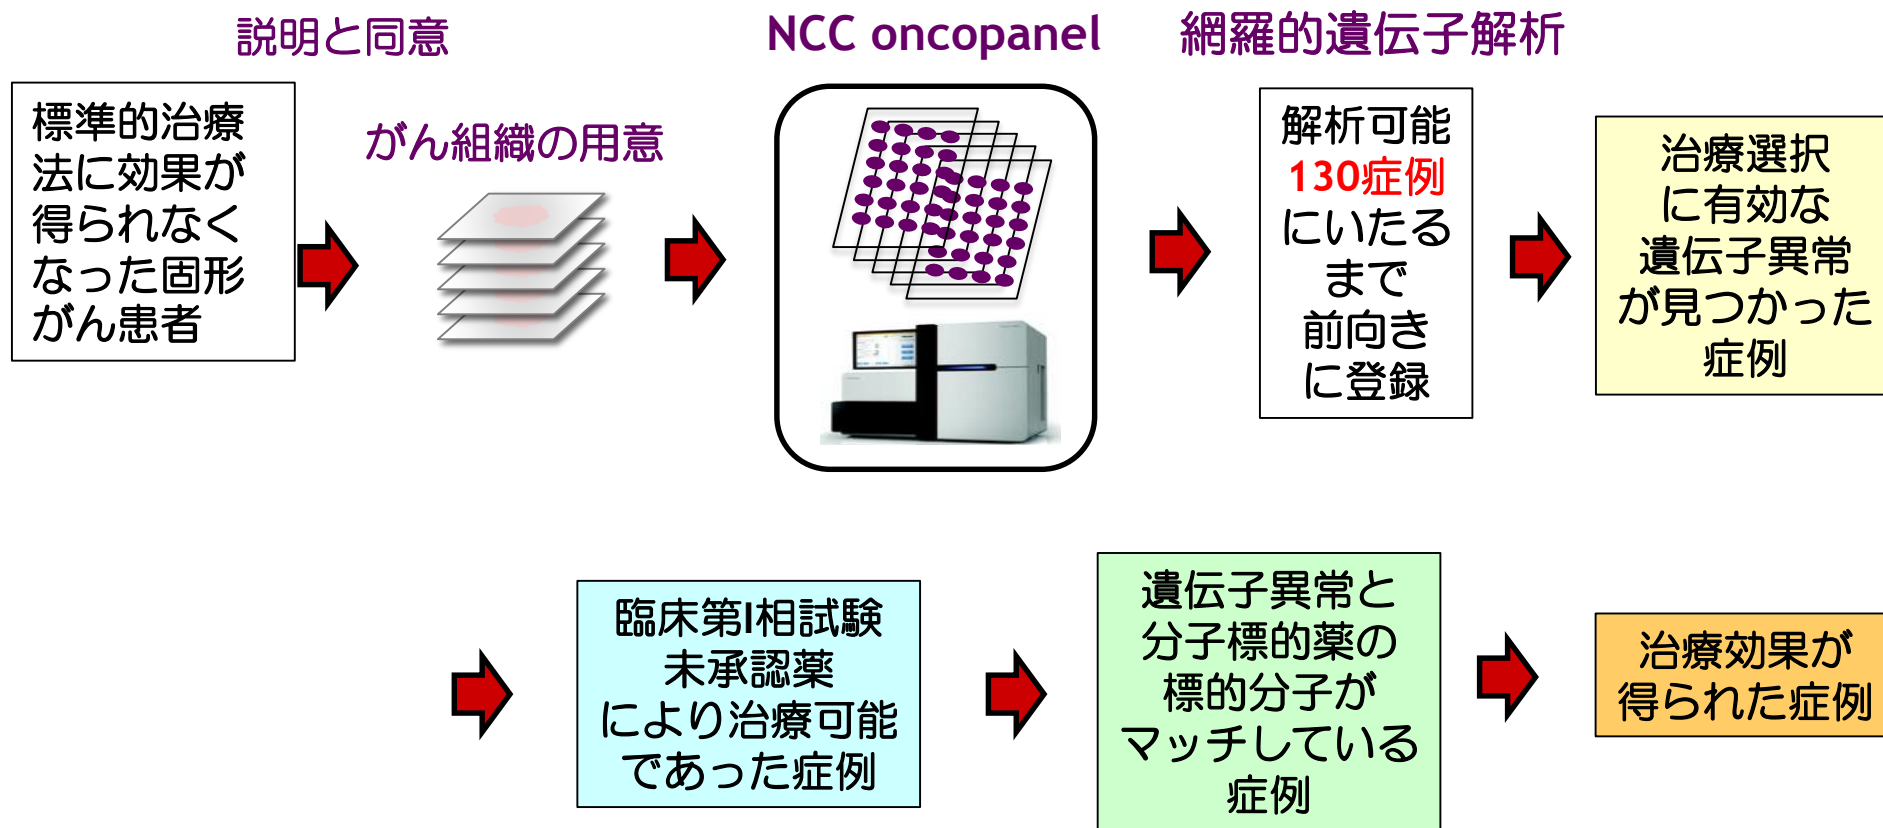 説明と同意
NCC oncopanel
網羅的遺伝子解析
標準的治療
法に効果が
得られなく
なった固形
がん患者
がん組織の用意
解析可能
130症例
にいたる
まで
前向き
に登録
治療選択
に有効な
遺伝子異常
が見つかった
症例
臨床第I相試験
未承認薬
により治療可能
であった症例
遺伝子異常と
分子標的薬の
標的分子が
マッチしている
症例
治療効果が
得られた症例